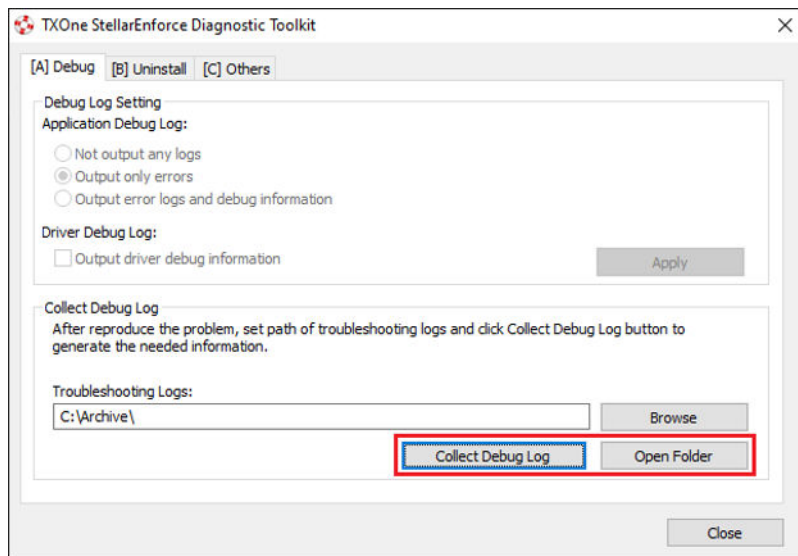 TXOne StellarEnforce Diagnostic Toolkit
[A] Debug [B] Uninstall [C] Others
Debug Log Setting
Application Debug Log:
Not output any logs
Output only errors
Output error logs and debug information
Driver Debug Log:
Output driver debug information
Apply
Collect Debug Log
After reproduce the problem, set path of troubleshooting logs and click Collect Debug Log button to
generate the needed information.
Troubleshooting Logs:
C:\Archive\ Browse
Collect Debug Log Open Folder
Close